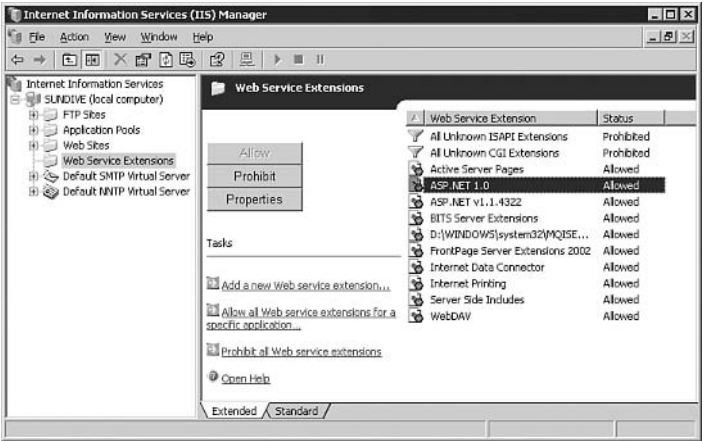 Internet Information Services (IIS) Manager
File Action View Window Help
Internet Information Services
SUNDIVE (local computer)
FTP Sites
Application Pools
Web Sites
Web Service Extensions
Default SMTP Virtual Server
Default NNTP Virtual Server
Web Service Extensions
Allow
Prohibit
Properties
Tasks
Add a new Web service extension...
Allow all Web service extensions for a
specific application...
Prohibit all Web service extensions
Open Help
Web Service Extension Status
All Unknown ISAPI Extensions Prohibited
All Unknown CGI Extensions Prohibited
Active Server Pages Allowed
ASP.NET 1.0 Allowed
ASP.NET v1.1.4322 Allowed
BITS Server Extensions Allowed
D:\WINDOWS\system32\MQISE... Allowed
FrontPage Server Extensions 2002 Allowed
Internet Data Connector Allowed
Internet Printing Allowed
Server Side Includes Allowed
WebDAV Allowed
Extended Standard